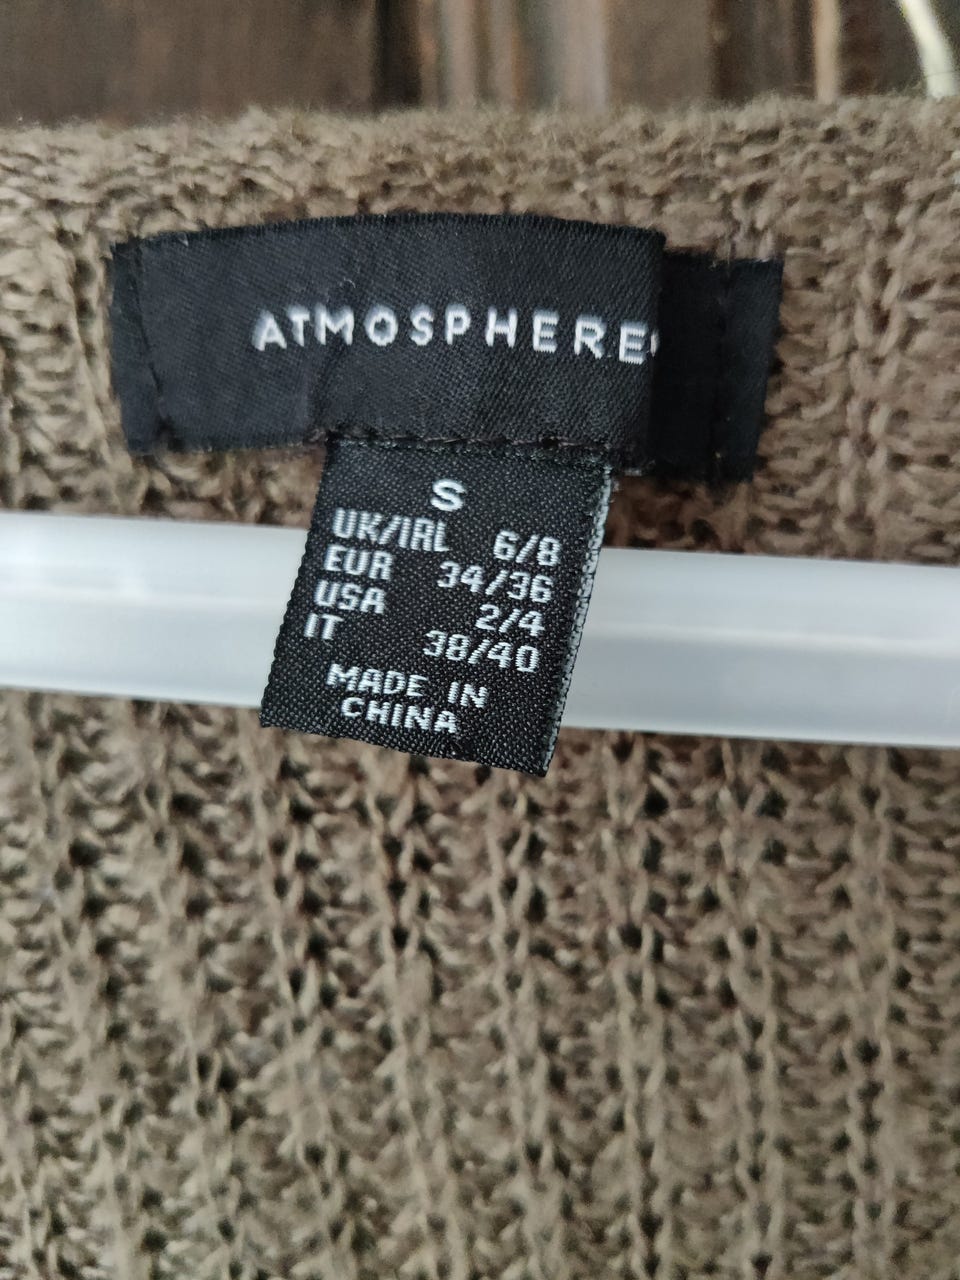 ATMOSPHERE
S
UK/IRL 6/8
EUR 34/36
USA 2/4
IT 38/40
MADE IN
CHINA